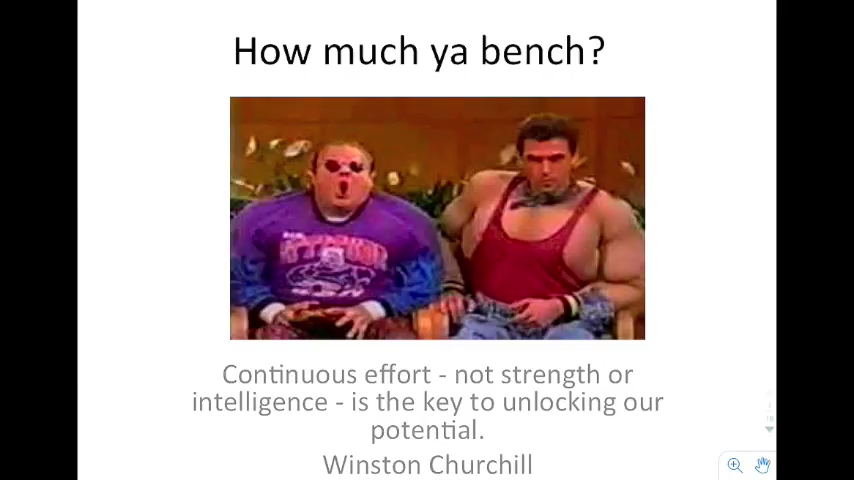 How much ya bench?
Continuous effort - not strength or
intelligence - is the key to unlocking our
potential.
Winston Churchill